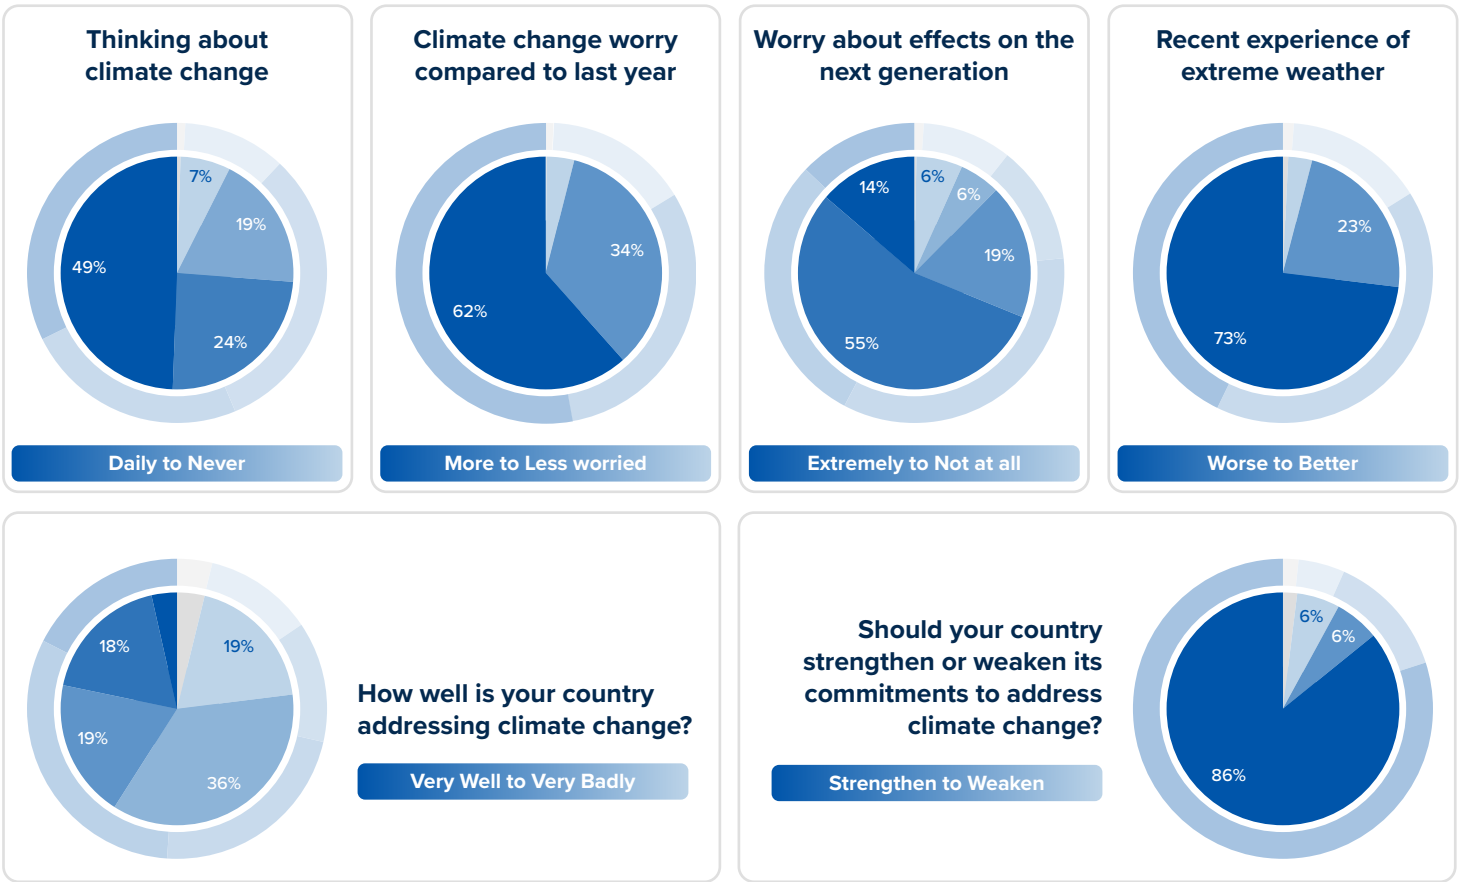 Thinking about
climate change
7%
19%
24%
49%
Daily to Never
Climate change worry
compared to last year
34%
62%
More to Less worried
Worry about effects on the
next generation
14%
6%
6%
19%
55%
Extremely to Not at all
Recent experience of
extreme weather
23%
73%
Worse to Better
18%
19%
19%
36%
How well is your country
addressing climate change?
Very Well to Very Badly
Should your country
strengthen or weaken its
commitments to address
climate change?
Strengthen to Weaken
6%
6%
86%